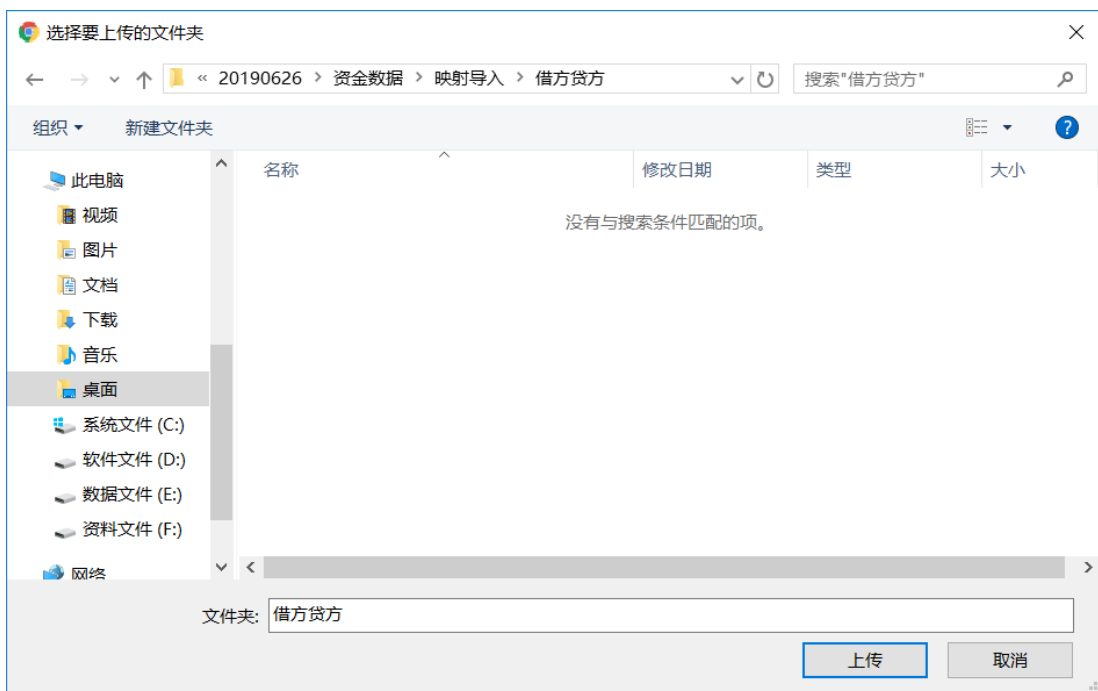 选择要上传的文件夹
« 20190626 › 资金数据 › 映射导入 › 借方贷方
搜索"借方贷方"
组织
新建文件夹
?
名称
修改日期
类型
大小
没有与搜索条件匹配的项。
此电脑
视频
图片
文档
下载
音乐
桌面
系统文件 (C:)
软件文件 (D:)
数据文件 (E:)
资料文件 (F:)
网络
文件夹: 借方贷方
上传
取消